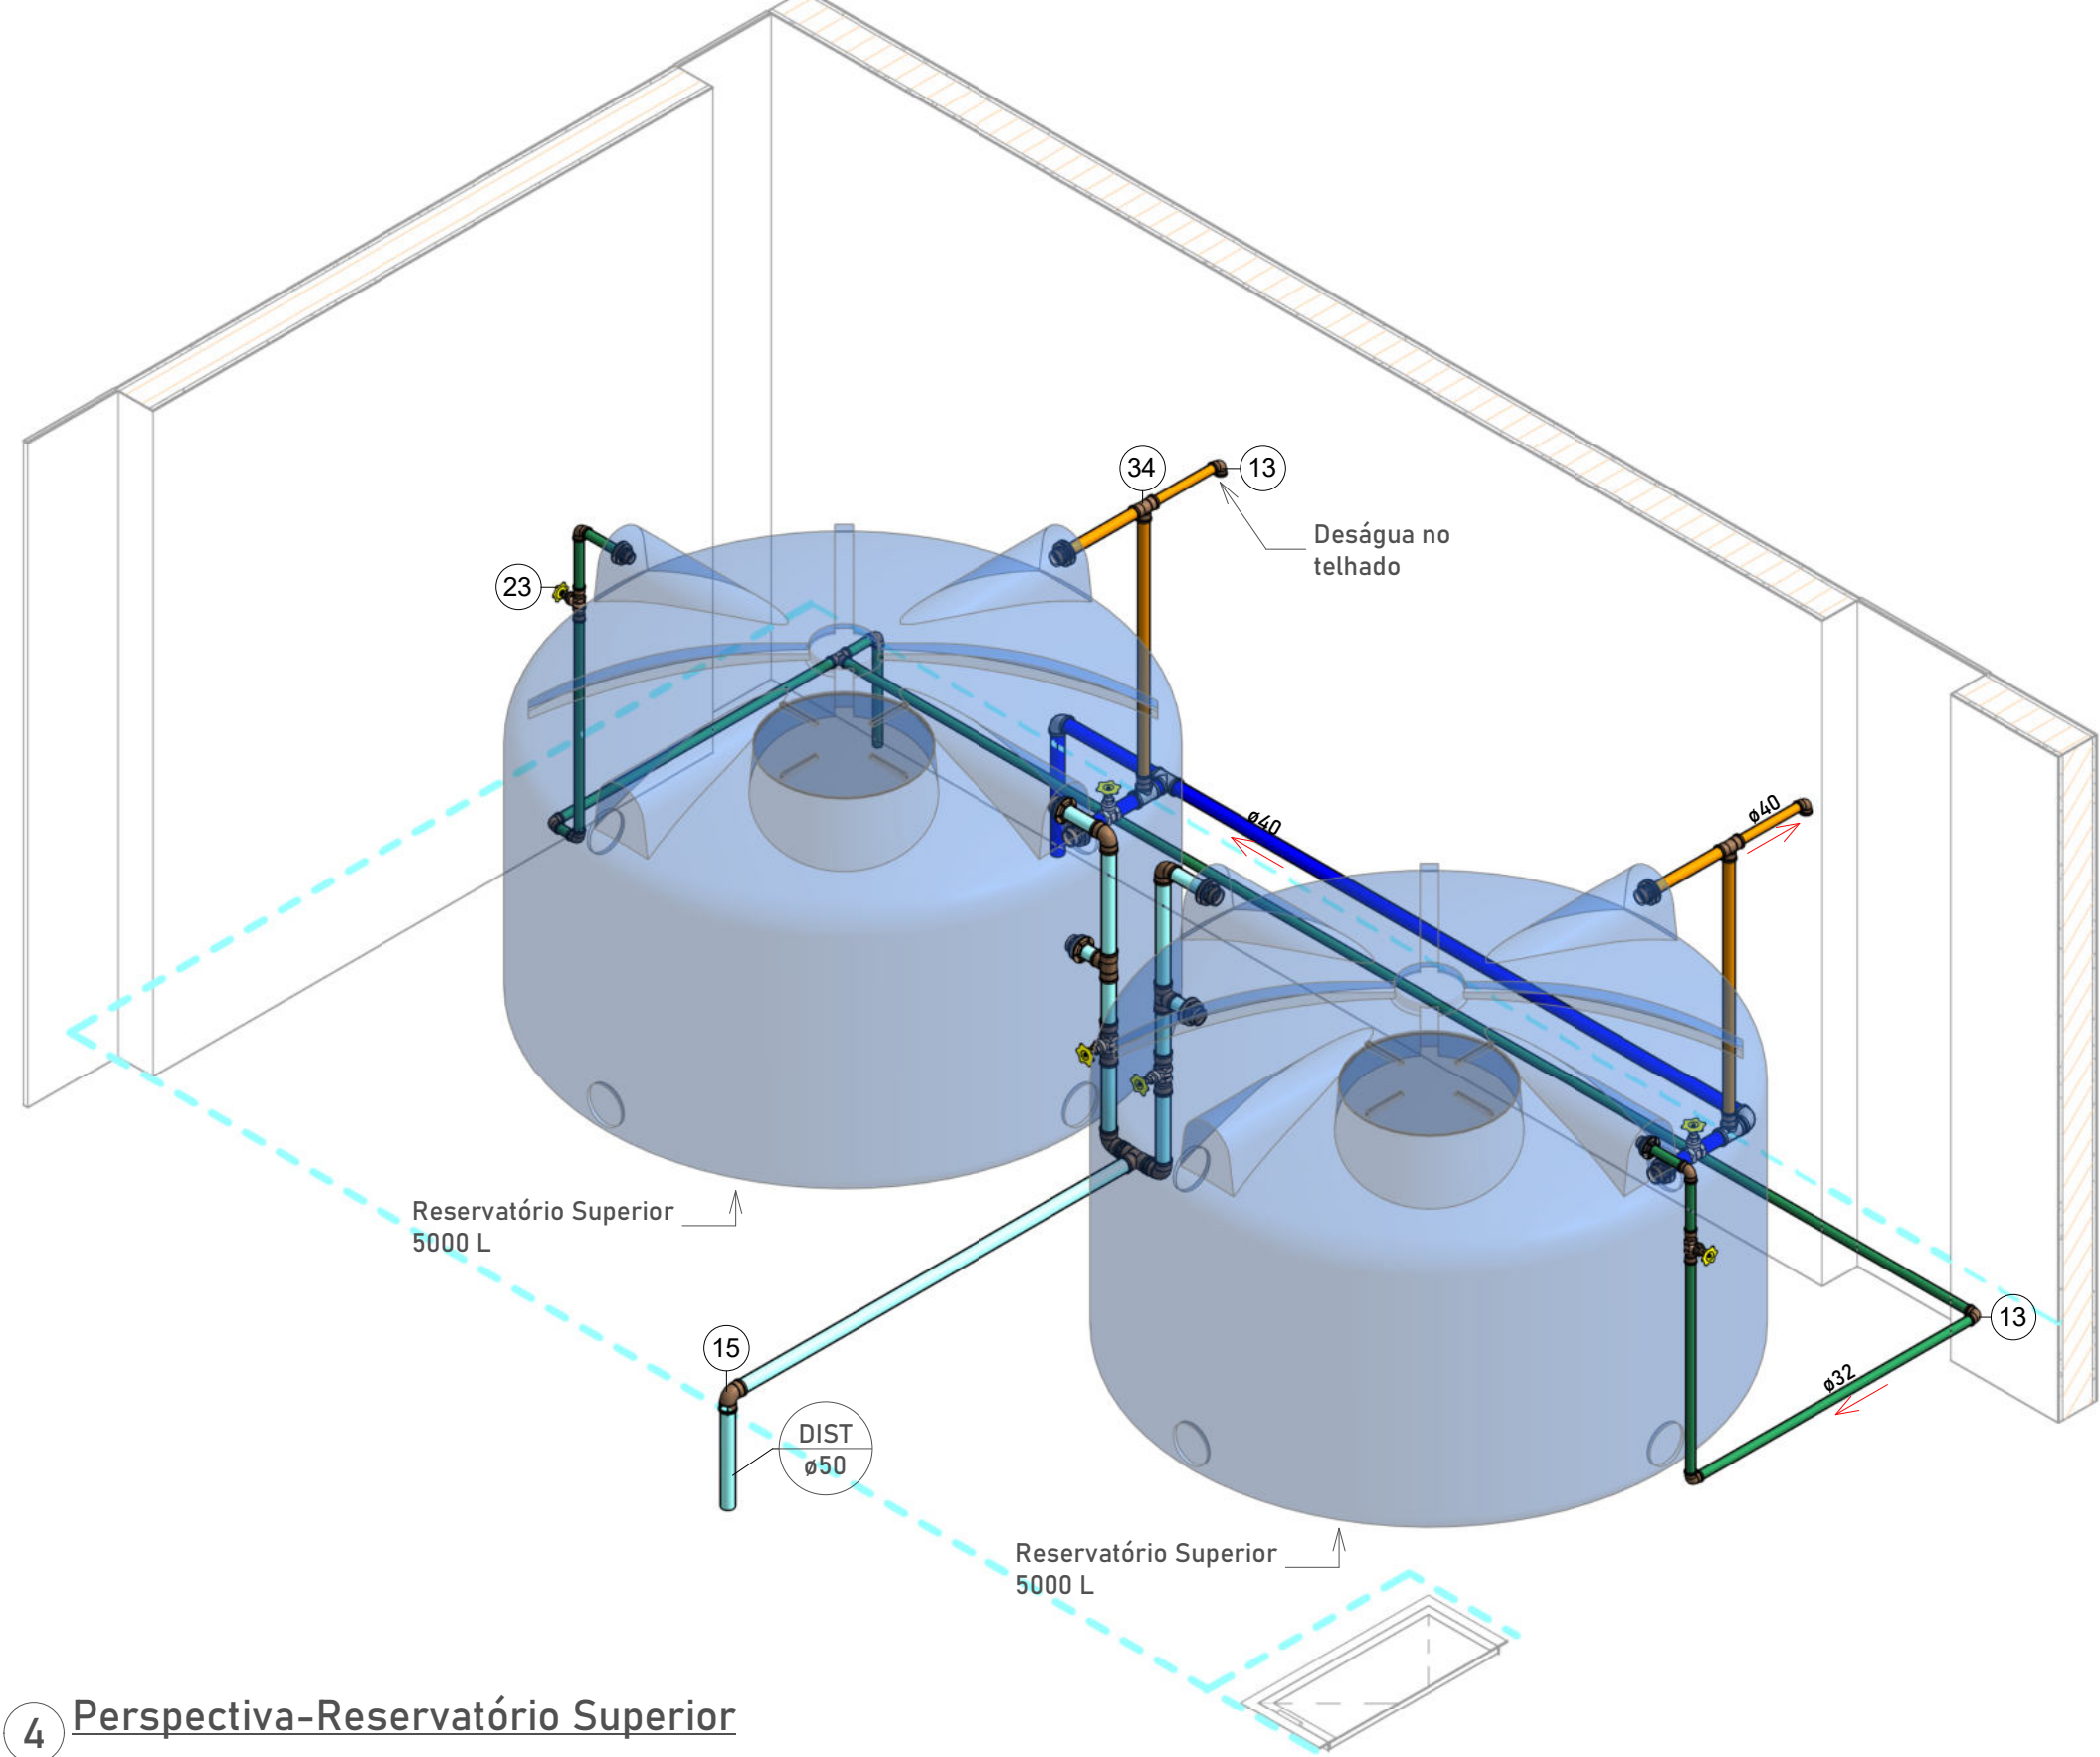 34
13
Deságua no
telhado
23
ø40
ø40
Reservatório Superior
5000 L
13
15
ø32
DIST
ø50
Reservatório Superior
5000 L
4
Perspectiva-Reservatório Superior